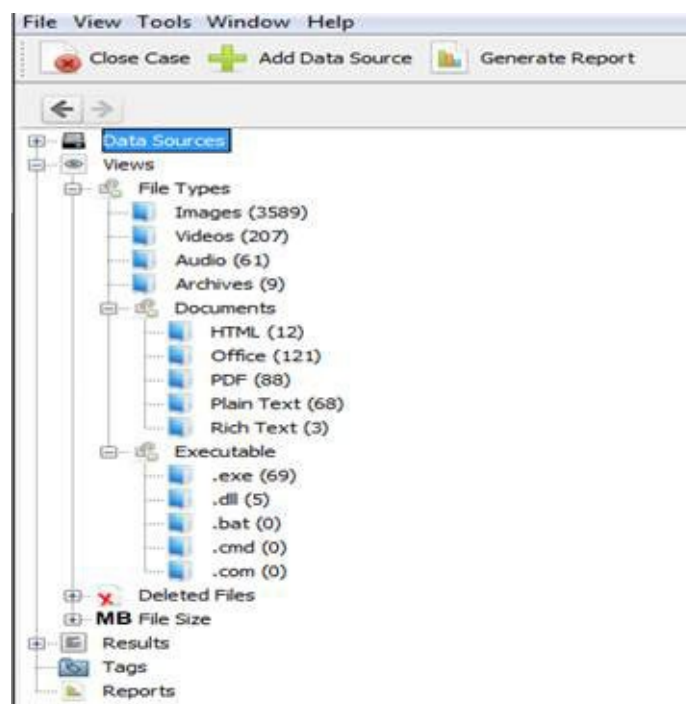 File View Tools Window Help
Close Case Add Data Source Generate Report
Data Sources
Views
File Types
Images (3589)
Videos (207)
Audio (61)
Archives (9)
Documents
HTML (12)
Office (121)
PDF (88)
Plain Text (68)
Rich Text (3)
Executable
.exe (69)
.dll (5)
.bat (0)
.cmd (0)
.com (0)
Deleted Files
MB File Size
Results
Tags
Reports